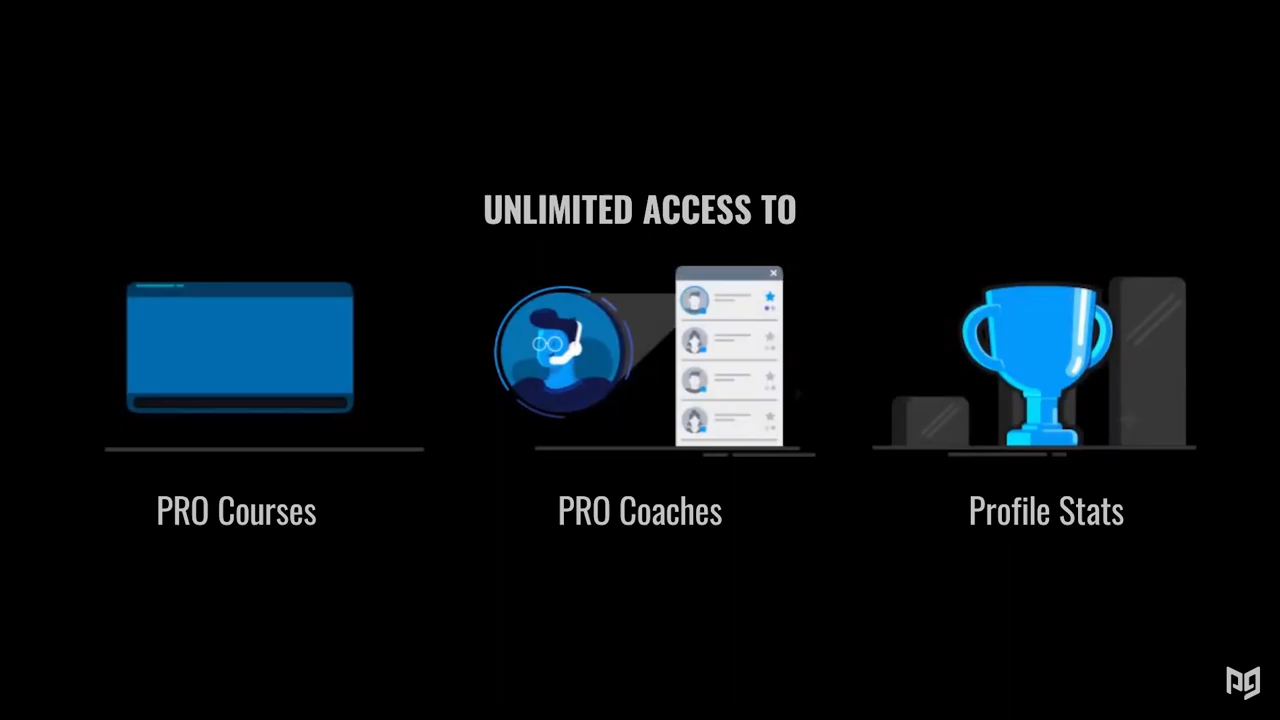 UNLIMITED ACCESS TO
PRO Courses
PRO Coaches
Profile Stats